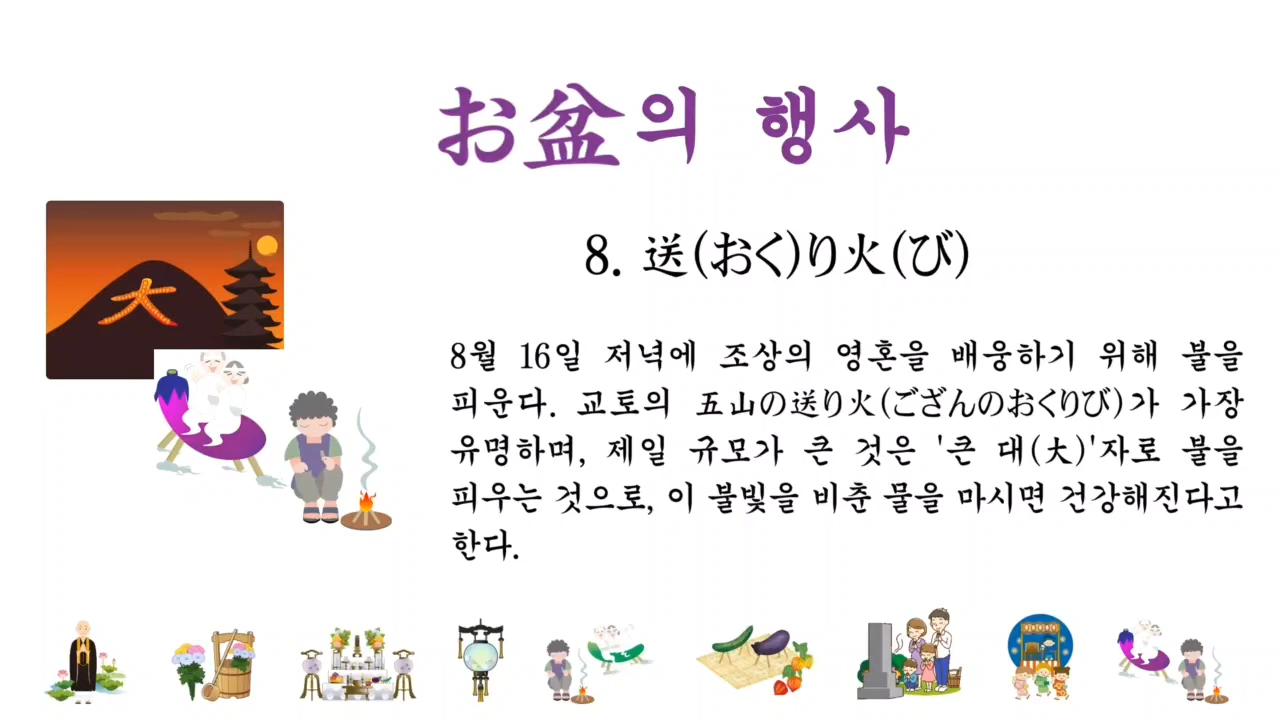 お盆의 행사
8. 送(おく)り火(び)
8월 16일 저녁에 조상의 영혼을 배웅하기 위해 불을
피운다. 교토의 五山の送り火(ござんのおくりび)가 가장
유명하며, 제일 규모가 큰 것은 '큰 대(大)'자로 불을
피우는 것으로, 이 불빛을 비춘 물을 마시면 건강해진다고
한다.
大